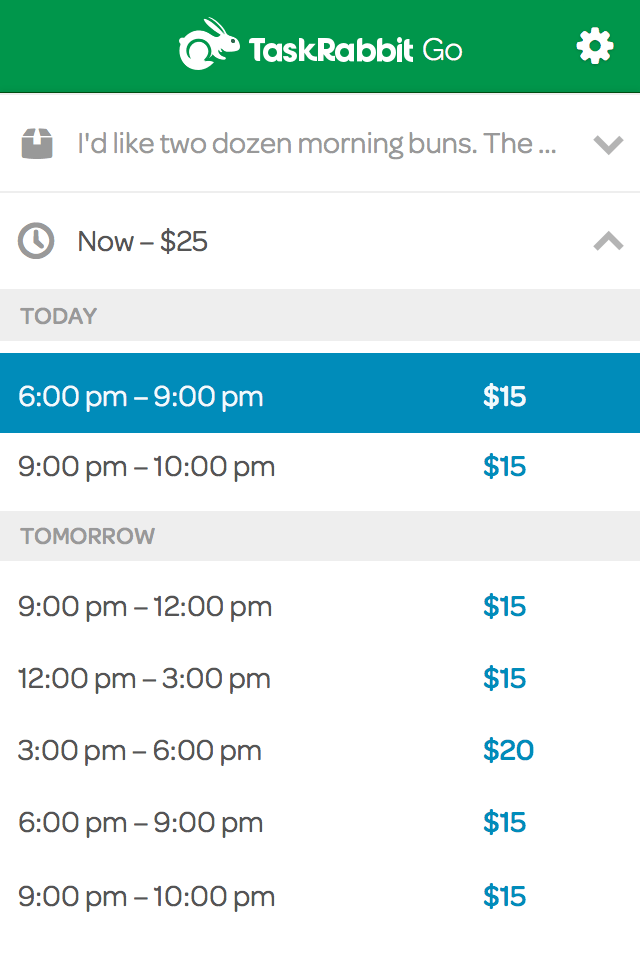 TaskRabbit Go
I'd like two dozen morning buns. The ...
Now – $25
TODAY
6:00 pm – 9:00 pm $15
9:00 pm – 10:00 pm $15
TOMORROW
9:00 pm – 12:00 pm $15
12:00 pm – 3:00 pm $15
3:00 pm – 6:00 pm $20
6:00 pm – 9:00 pm $15
9:00 pm – 10:00 pm $15